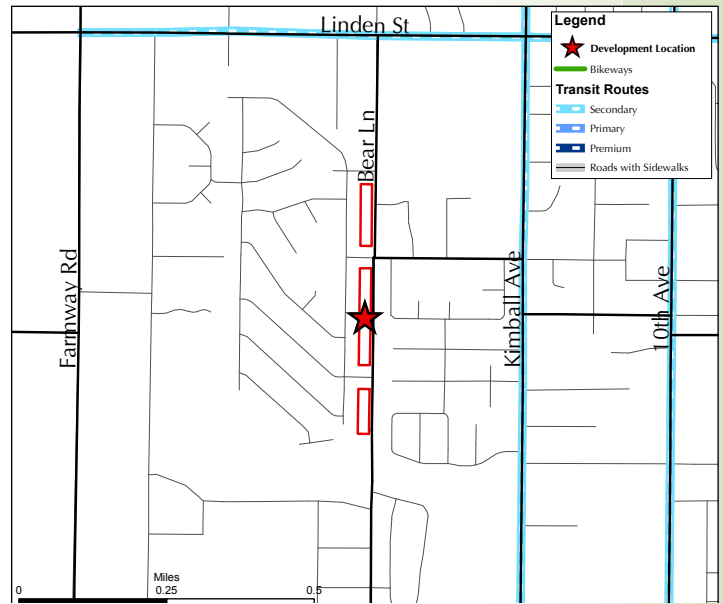 Linden St
Bear Ln
Farmway Rd
Kimball Ave
10th Ave
Legend
Development Location
Bikeways
Transit Routes
Secondary
Primary
Premium
Roads with Sidewalks
Miles
0 0.25 0.5